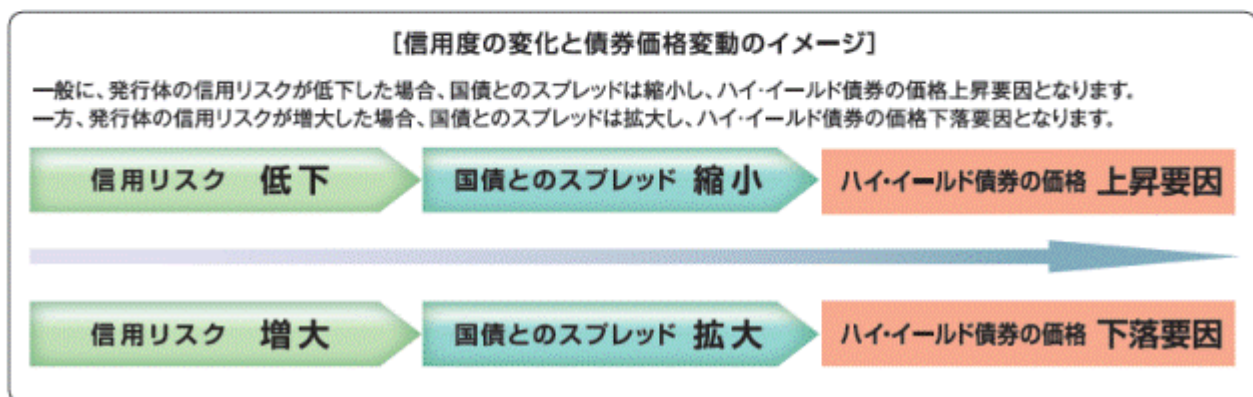 [信用度の変化と債券価格変動のイメージ]
一般に、発行体の信用リスクが低下した場合、国債とのスプレッドは縮小し、ハイ・イールド債券の価格上昇要因となります。
一方、発行体の信用リスクが増大した場合、国債とのスプレッドは拡大し、ハイ・イールド債券の価格下落要因となります。
信用リスク 低下 国債とのスプレッド 縮小 ハイ・イールド債券の価格 上昇要因
信用リスク 増大 国債とのスプレッド 拡大 ハイ・イールド債券の価格 下落要因